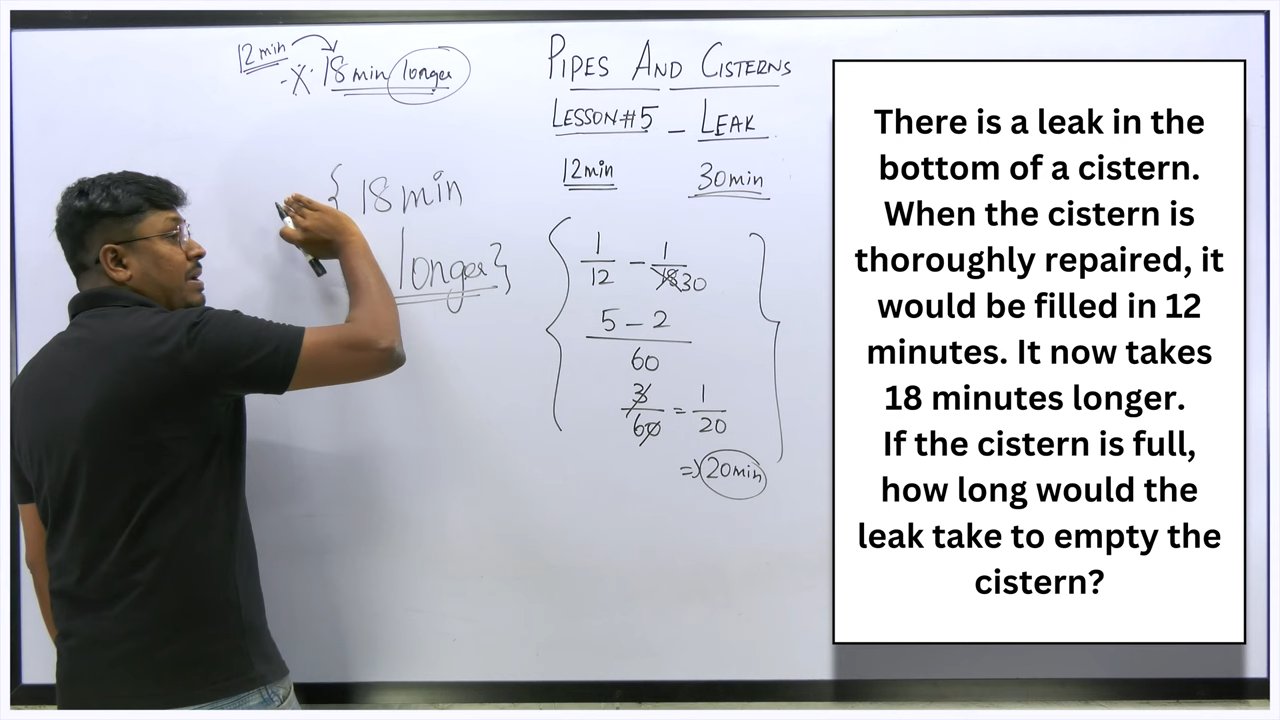 12min
-X- 18 min longer
{ 18 min
longer }
PIPES AND CISTERNS
LESSON#5 - LEAK
12min 30min
1/12 - 1/18 30
5 - 2
60
3/60 = 1/20
=) 20min
There is a leak in the
bottom of a cistern.
When the cistern is
thoroughly repaired, it
would be filled in 12
minutes. It now takes
18 minutes longer.
If the cistern is full,
how long would the
leak take to empty the
cistern?